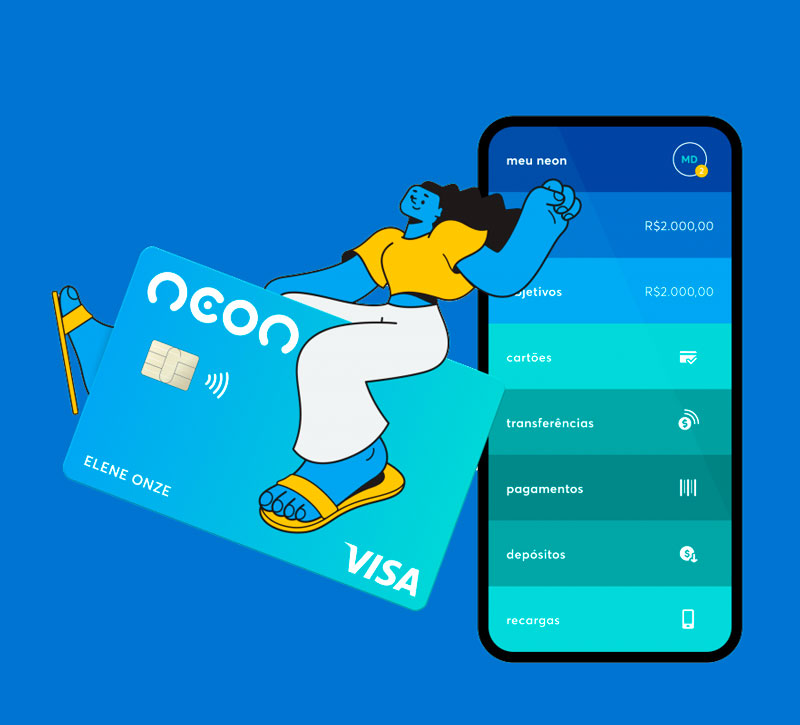 neon
ELENE ONZE
VISA
meu neon
MD
2
R$2.000,00
R$2.000,00
cartões
transferências
pagamentos
depósitos
recargas